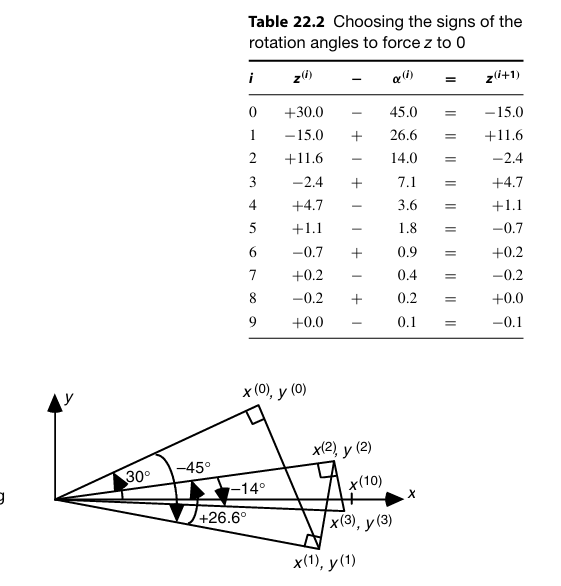 Table 22.2 Choosing the signs of the
rotation angles to force z to 0
i z(i) − α(i) = z(i+1)
0 +30.0 − 45.0 = −15.0
1 −15.0 + 26.6 = +11.6
2 +11.6 − 14.0 = −2.4
3 −2.4 + 7.1 = +4.7
4 +4.7 − 3.6 = +1.1
5 +1.1 − 1.8 = −0.7
6 −0.7 + 0.9 = +0.2
7 +0.2 − 0.4 = −0.2
8 −0.2 + 0.2 = +0.0
9 +0.0 − 0.1 = −0.1
x(0), y(0)
y
x(2), y(2)
−45°
30°
−14°
x(10)
x
g
+26.6°
x(3), y(3)
x(1), y(1)